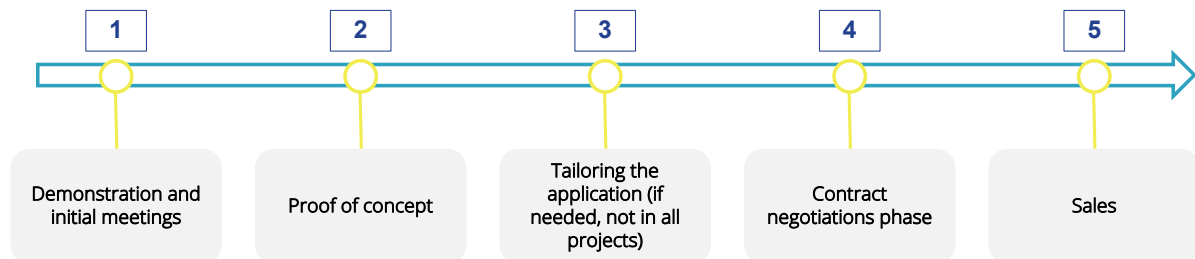 1
2
3
4
5
Demonstration and
initial meetings
Proof of concept
Tailoring the
application (if
needed, not in all
projects)
Contract
negotiations phase
Sales